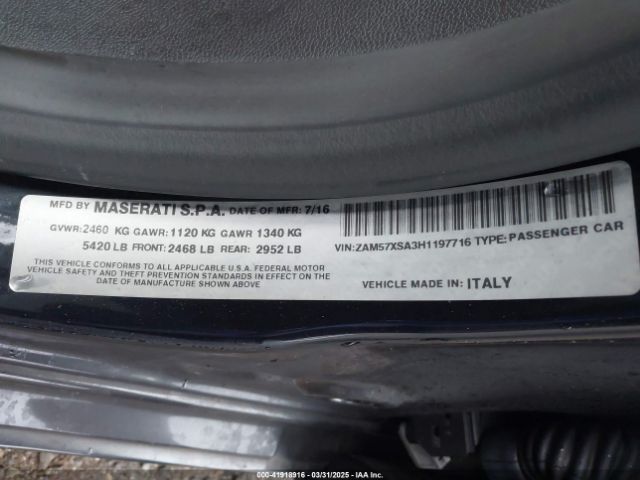 MFD BY MASERATI S.P.A. DATE OF MFR: 7/16
GVWR:2460 KG GAWR:1120 KG GAWR 1340 KG
5420 LB FRONT: 2468 LB REAR: 2952 LB
THIS VEHICLE CONFORMS TO ALL APPLICABLE U.S.A. FEDERAL MOTOR
VEHICLE SAFETY AND THEFT PREVENTION STANDARDS IN EFFECT ON THE
DATE OF MANUFACTURE SHOWN ABOVE
VIN:ZAM57XSA3H1197716 TYPE: PASSENGER CAR
VEHICLE MADE IN: ITALY
000-41918916 - 03/31/2025 - IAA Inc.